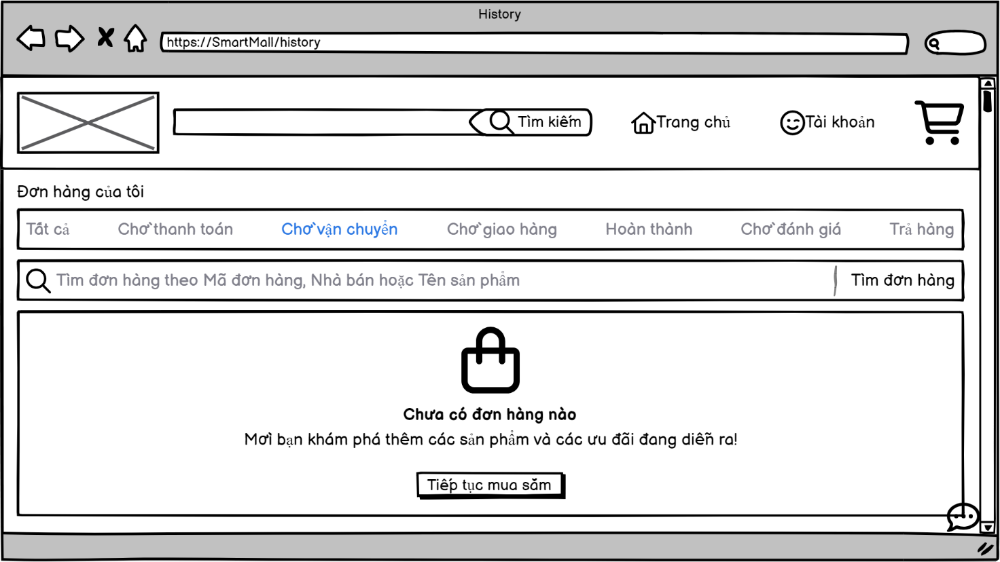 History
https://SmartMall/history
Tìm kiếm
Trang chủ
Tài khoản
Đơn hàng của tôi
Tất cả Chờ thanh toán Chờ vận chuyển Chờ giao hàng Hoàn thành Chờ đánh giá Trả hàng
Tìm đơn hàng theo Mã đơn hàng, Nhà bán hoặc Tên sản phẩm Tìm đơn hàng
Chưa có đơn hàng nào
Mời bạn khám phá thêm các sản phẩm và các ưu đãi đang diễn ra!
Tiếp tục mua sắm